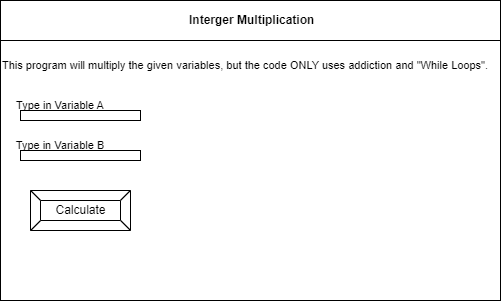 Interger Multiplication
This program will multiply the given variables, but the code ONLY uses addiction and "While Loops".
Type in Variable A
Type in Variable B
Calculate